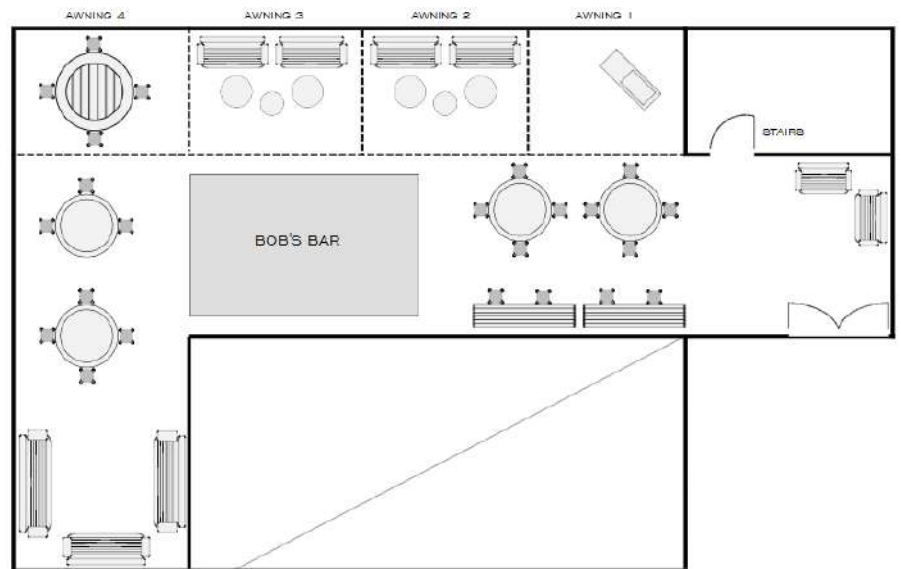 AWNING 4
AWNING 3
AWNING 2
AWNING 1
STAIRS
BOB'S BAR